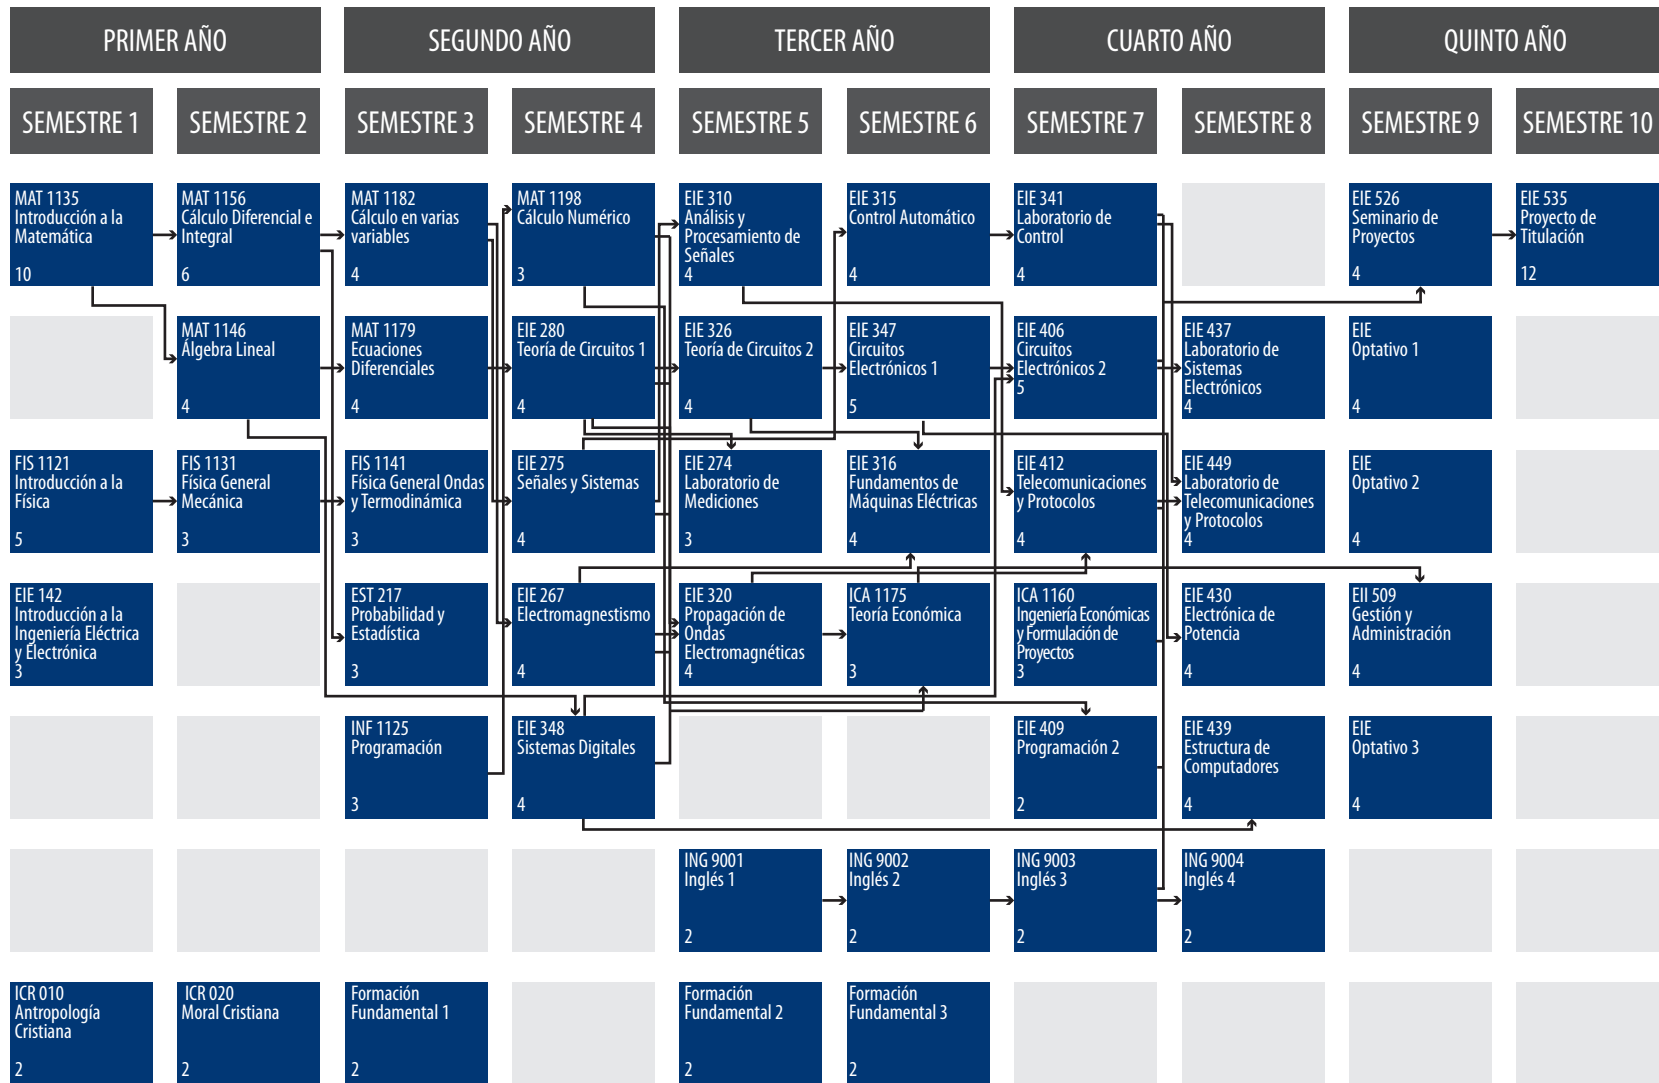 PRIMER AÑO
SEGUNDO AÑO
TERCER AÑO
CUARTO AÑO
QUINTO AÑO
SEMESTRE 1
SEMESTRE 2
SEMESTRE 3
SEMESTRE 4
SEMESTRE 5
SEMESTRE 6
SEMESTRE 7
SEMESTRE 8
SEMESTRE 9
SEMESTRE 10
MAT 1135
Introducción a la
Matemática
10
MAT 1156
Cálculo Diferencial e
Integral
6
MAT 1182
Cálculo en varias
variables
4
MAT 1198
Cálculo Numérico
3
EIE 310
Análisis y
Procesamiento de
Señales
4
EIE 315
Control Automático
4
EIE 341
Laboratorio de
Control
4
EIE 526
Seminario de
Proyectos
4
EIE 535
Proyecto de
Titulación
12
MAT 1146
Álgebra Lineal
4
MAT 1179
Ecuaciones
Diferenciales
4
EIE 280
Teoría de Circuitos 1
4
EIE 326
Teoría de Circuitos 2
4
EIE 347
Circuitos
Electrónicos 1
5
EIE 406
Circuitos
Electrónicos 2
5
EIE 437
Laboratorio de
Sistemas
Electrónicos
4
EIE
Optativo 1
4
FIS 1121
Introducción a la
Física
5
FIS 1131
Física General
Mecánica
3
FIS 1141
Física General Ondas
y Termodinámica
3
EIE 275
Señales y Sistemas
4
EIE 274
Laboratorio de
Mediciones
3
EIE 316
Fundamentos de
Máquinas Eléctricas
4
EIE 412
Telecomunicaciones
y Protocolos
4
EIE 449
Laboratorio de
Telecomunicaciones
y Protocolos
4
EIE
Optativo 2
4
EIE 142
Introducción a la
Ingeniería Eléctrica
y Electrónica
3
EST 217
Probabilidad y
Estadística
3
EIE 267
Electromagnestismo
4
EIE 320
Propagación de
Ondas
Electromagnéticas
4
ICA 1175
Teoría Económica
3
ICA 1160
Ingeniería Económicas
y Formulación de
Proyectos
3
EIE 430
Electrónica de
Potencia
4
EII 509
Gestión y
Administración
4
INF 1125
Programación
3
EIE 348
Sistemas Digitales
4
EIE 409
Programación 2
2
EIE 439
Estructura de
Computadores
4
EIE
Optativo 3
4
ING 9001
Inglés 1
2
ING 9002
Inglés 2
2
ING 9003
Inglés 3
2
ING 9004
Inglés 4
2
ICR 010
Antropología
Cristiana
2
ICR 020
Moral Cristiana
2
Formación
Fundamental 1
2
Formación
Fundamental 2
2
Formación
Fundamental 3
2